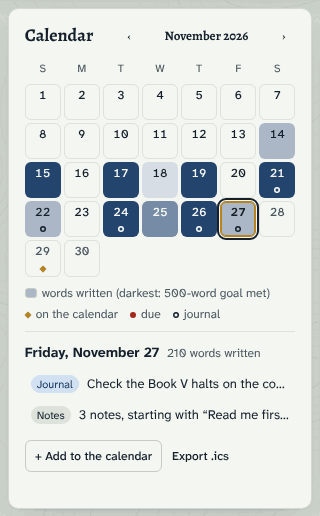 Calendar ‹ November 2026 ›
S M T W T F S
1 2 3 4 5 6 7
8 9 10 11 12 13 14
15 16 17 18 19 20 21
22 23 24 25 26 27 28
29 30
words written (darkest: 500-word goal met)
on the calendar due journal
Friday, November 27 210 words written
Journal Check the Book V halts on the co...
Notes 3 notes, starting with “Read me firs...
+ Add to the calendar Export .ics